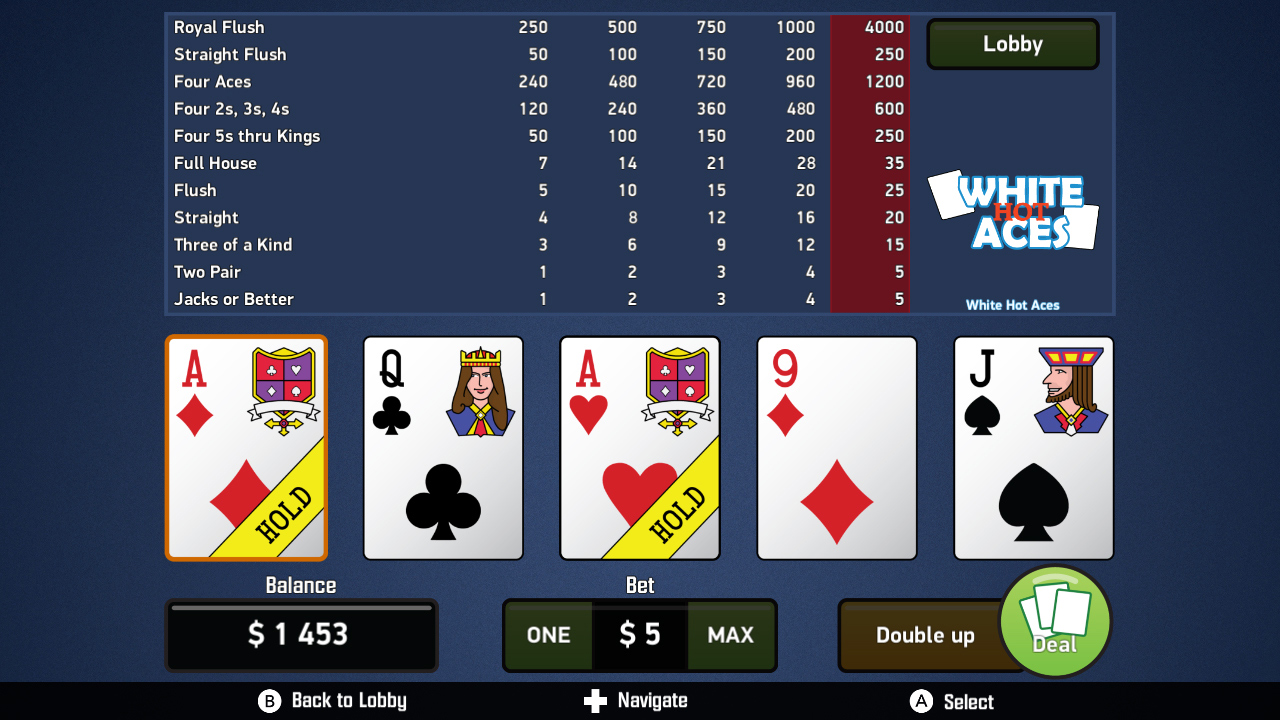 Royal Flush 250 500 750 1000 4000
Straight Flush 50 100 150 200 250
Four Aces 240 480 720 960 1200
Four 2s, 3s, 4s 120 240 360 480 600
Four 5s thru Kings 50 100 150 200 250
Full House 7 14 21 28 35
Flush 5 10 15 20 25
Straight 4 8 12 16 20
Three of a Kind 3 6 9 12 15
Two Pair 1 2 3 4 5
Jacks or Better 1 2 3 4 5
Lobby
WHITE
HOT
ACES
White Hot Aces
A
HOLD
Q
A
HOLD
9
J
Balance
$ 1 453
Bet
ONE
$ 5
MAX
Double up
Deal
B Back to Lobby
Navigate
A Select